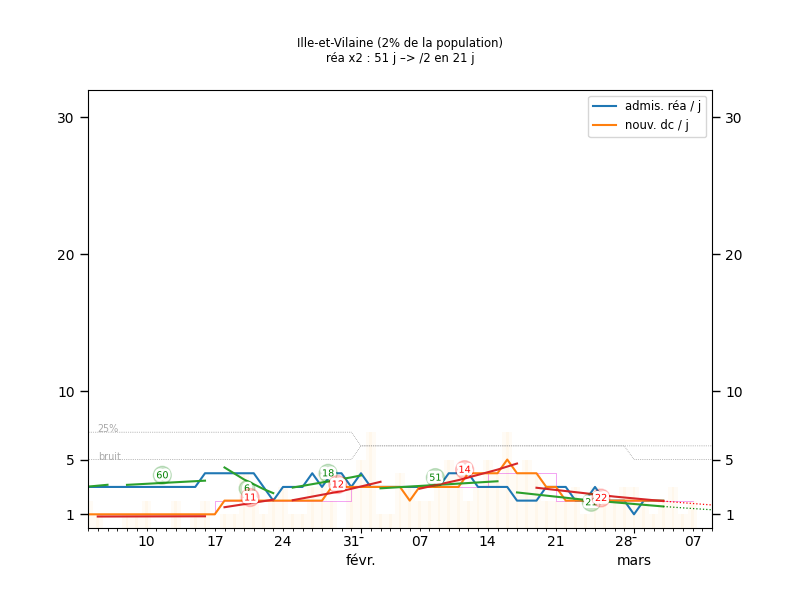 Ille-et-Vilaine (2% de la population)
réa x2 : 51 j –> /2 en 21 j
admis. réa / j
nouv. dc / j
30 30
20 20
10 10
25%
bruit
5 5
60 11 18 12 51 14 22
1 1
10 17 24 31 07 14 21 28 07
févr. mars